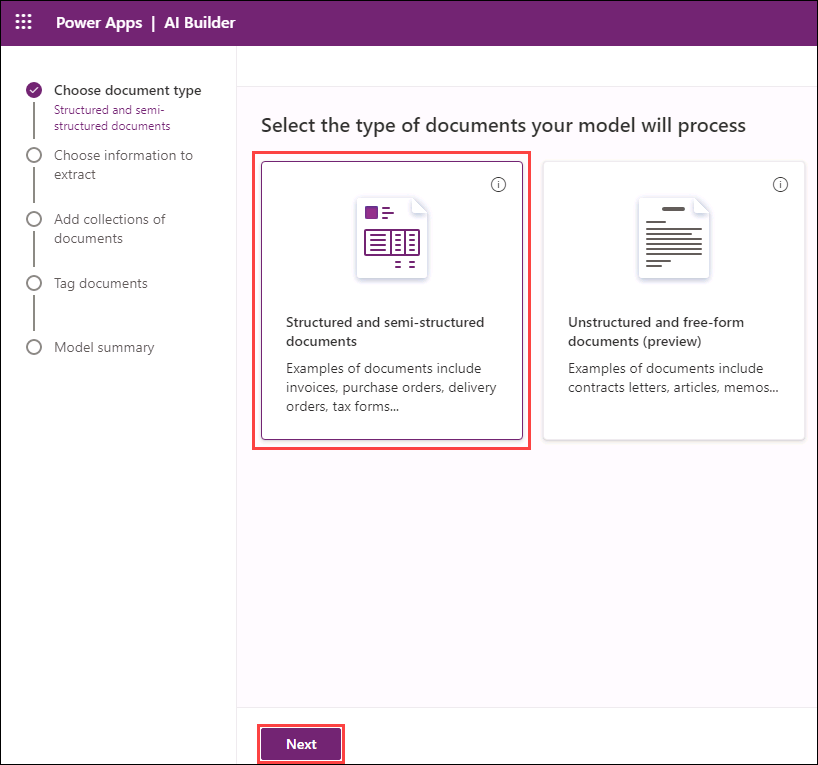 Power Apps | AI Builder
Choose document type
Structured and semi-
structured documents
Choose information to
extract
Add collections of
documents
Tag documents
Model summary
Select the type of documents your model will process
Structured and semi-structured
documents
Examples of documents include
invoices, purchase orders, delivery
orders, tax forms...
Unstructured and free-form
documents (preview)
Examples of documents include
contracts letters, articles, memos...
Next